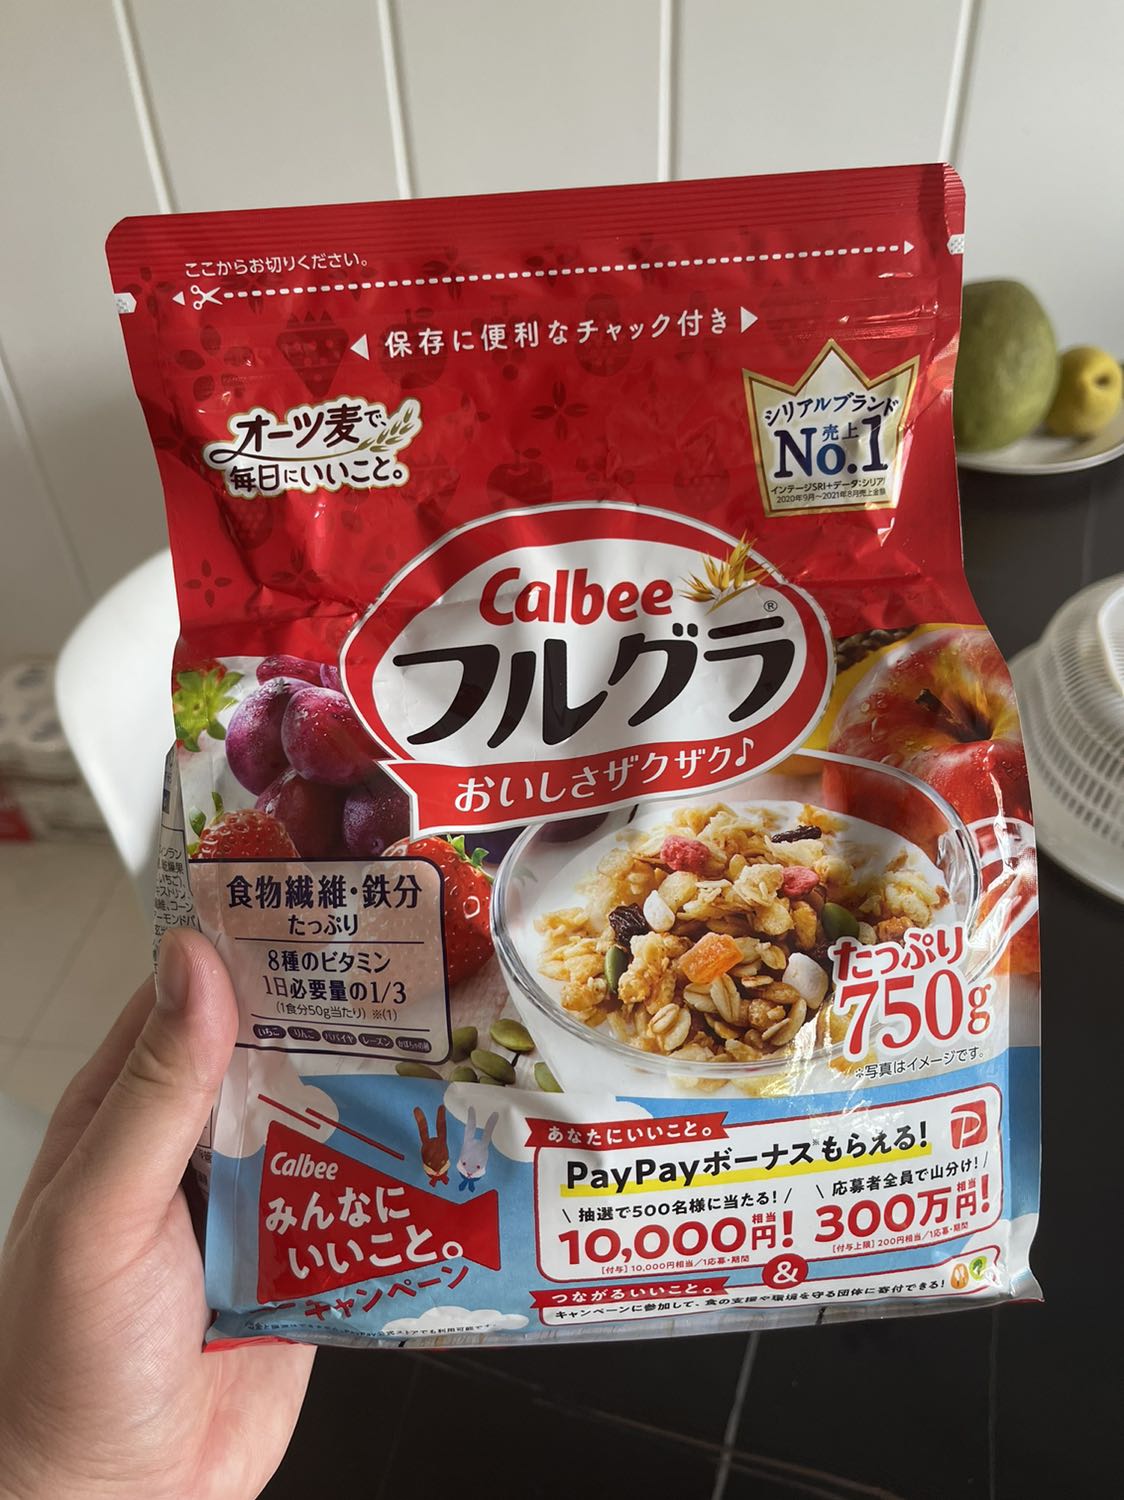 ここからお切りください。
保存に便利なチャック付き
オーツ麦で、
毎日にいいこと。
シリアルブランド
売上
No.1
インテージSRI+データ:シリア
2020年9月〜2021年8月売上金額
Calbee
フルグラ®
おいしさザクザク♪
食物繊維・鉄分
たっぷり
8種のビタミン
1日必要量の1/3
(1食分50g当たり) ※(1)
いちご りんご パパイヤ レーズン かぼちゃの種
たっぷり
750g
※写真はイメージです。
Calbee
みんなに
いいこと。
キャンペーン
あなたにいいこと。
PayPayボーナス※もらえる!
\ 抽選で500名様に当たる! /
10,000円相当!
[付与] 10,000円相当/1応募・期間
\ 応募者全員で山分け! /
300万円相当!
[付与上限] 200円相当/1応募・期間
&
つながるいいこと。
キャンペーンに参加して、食の支援や環境を守る団体に寄付できる!